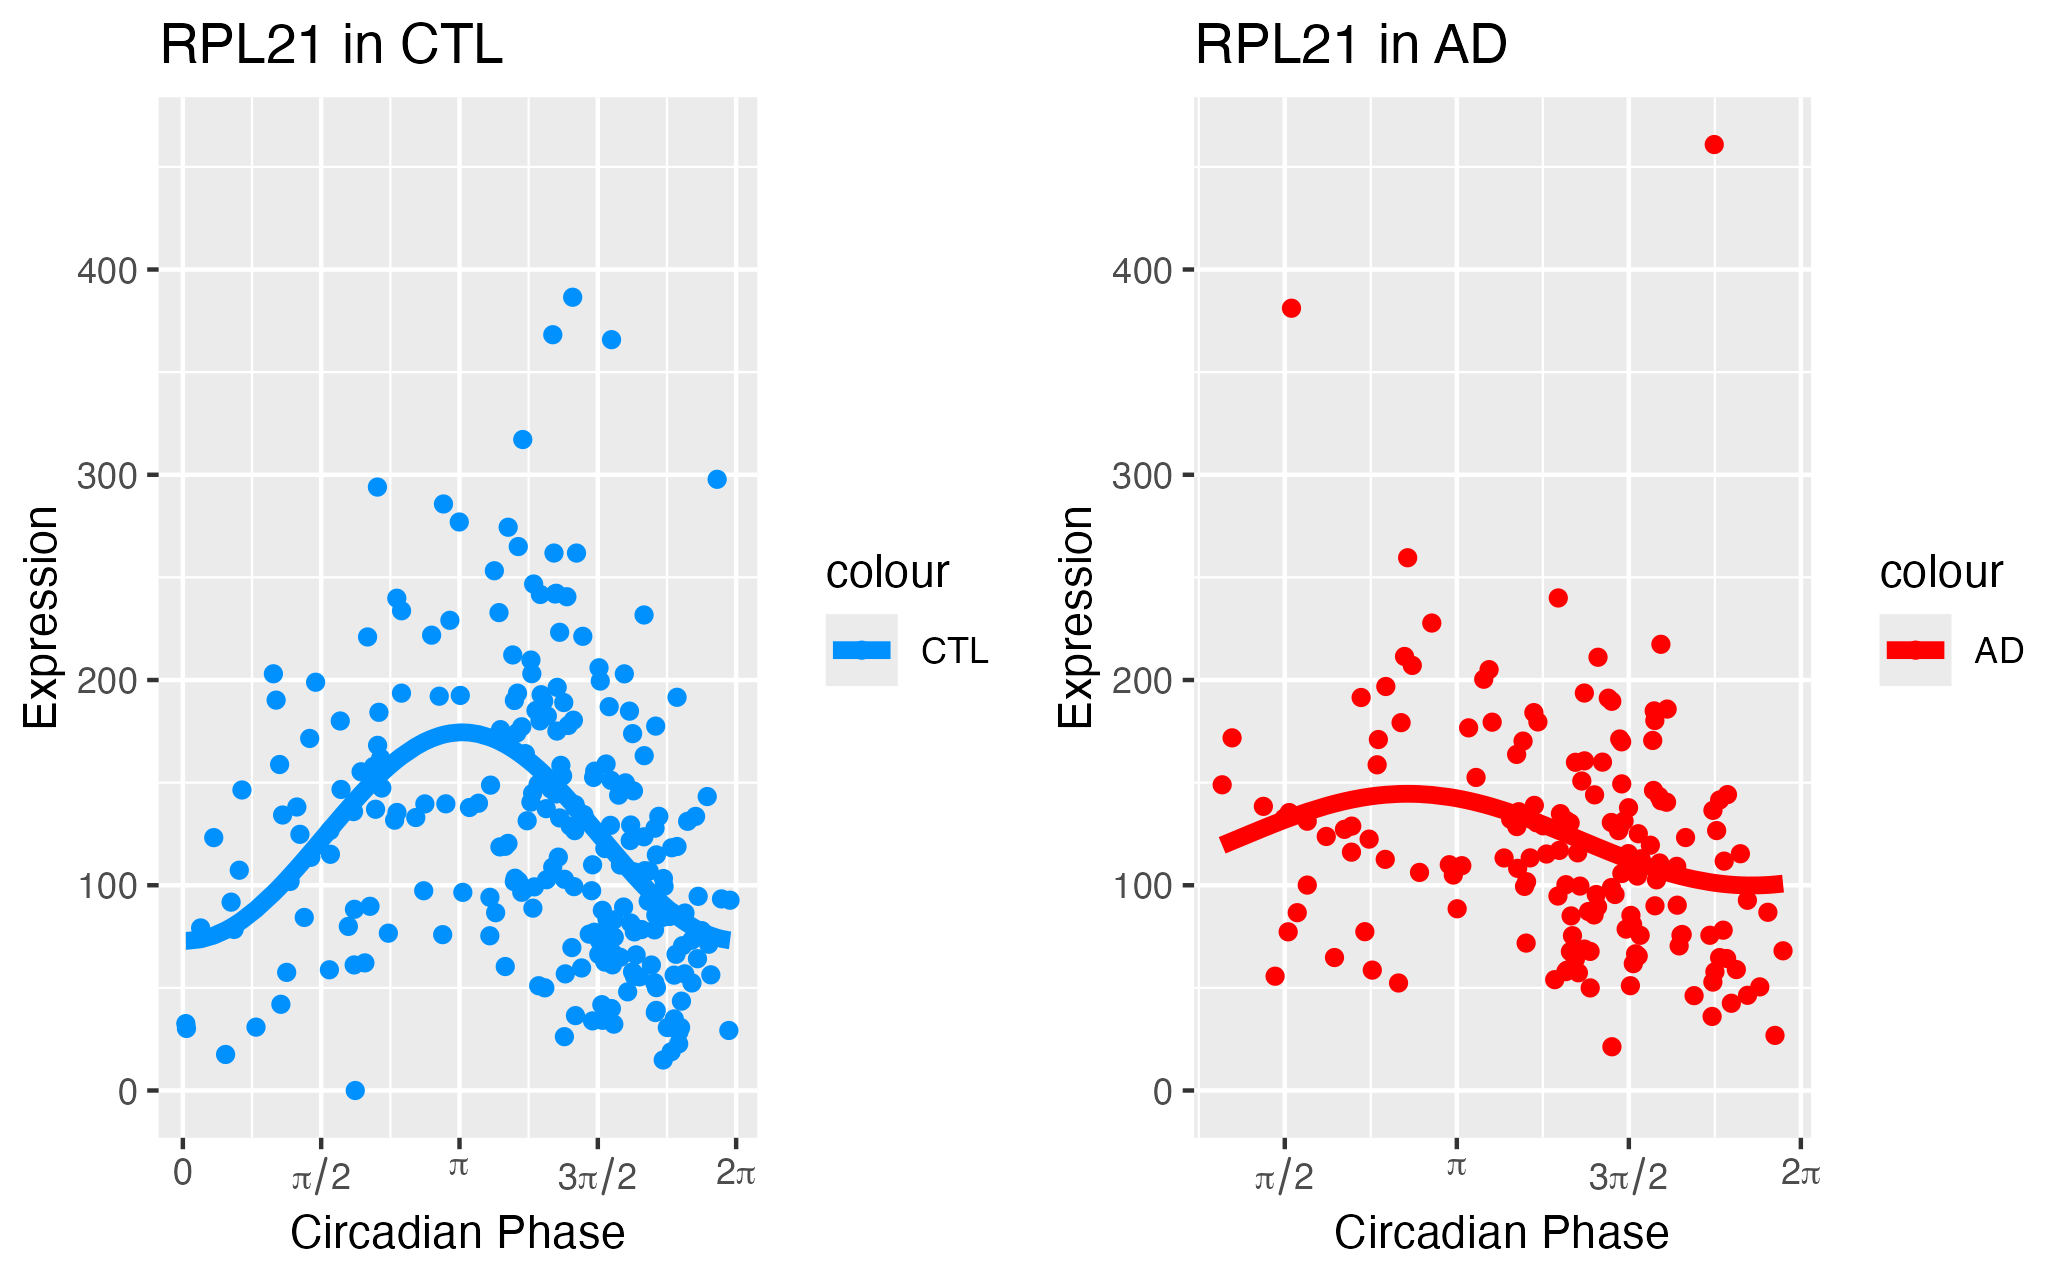 RPL21 in CTL
400
300
200
100
0
Expression
0 π/2 π 3π/2 2π
Circadian Phase
colour
CTL
RPL21 in AD
400
300
200
100
0
Expression
π/2 π 3π/2 2π
Circadian Phase
colour
AD